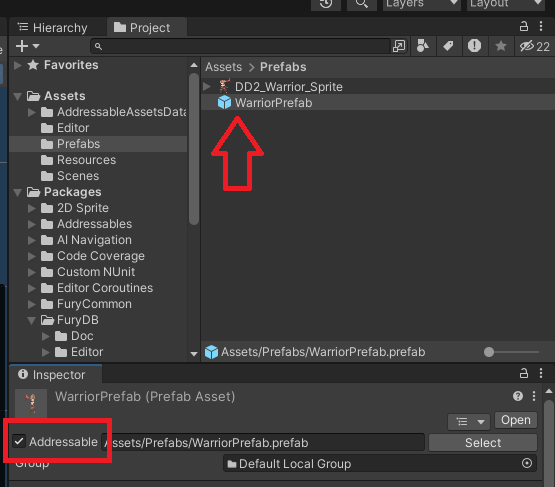 Layers
Layout
Hierarchy
Project
22
Favorites
Assets
AddressableAssetsData
Editor
Prefabs
Resources
Scenes
Packages
2D Sprite
Addressables
AI Navigation
Code Coverage
Custom NUnit
Editor Coroutines
FuryCommon
FuryDB
Doc
Editor
Assets > Prefabs
DD2_Warrior_Sprite
WarriorPrefab
Assets/Prefabs/WarriorPrefab.prefab
Inspector
WarriorPrefab (Prefab Asset)
Open
Addressable
Assets/Prefabs/WarriorPrefab.prefab
Select
Group
Default Local Group